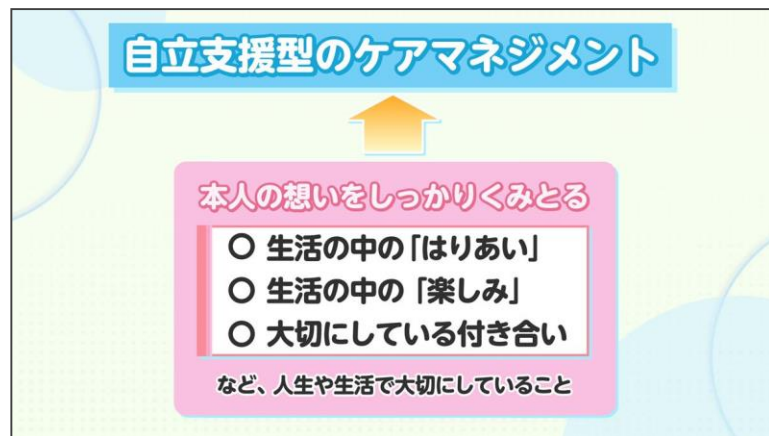 自立支援型のケアマネジメント
本人の想いをしっかりくみとる
○ 生活の中の「はりあい」
○ 生活の中の「楽しみ」
○ 大切にしている付き合い
など、人生や生活で大切にしていること